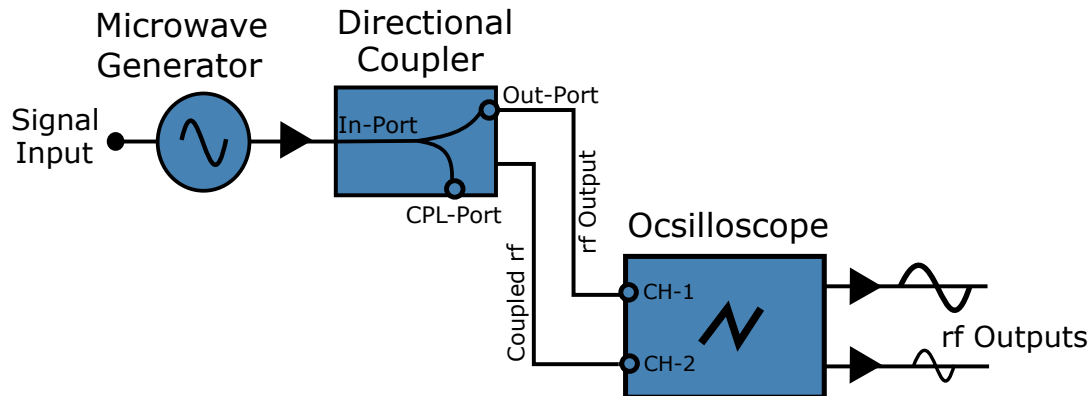 Microwave
Generator
Directional
Coupler
Signal
Input
In-Port
Out-Port
CPL-Port
rf Output
Coupled rf
Ocsilloscope
CH-1
CH-2
rf Outputs